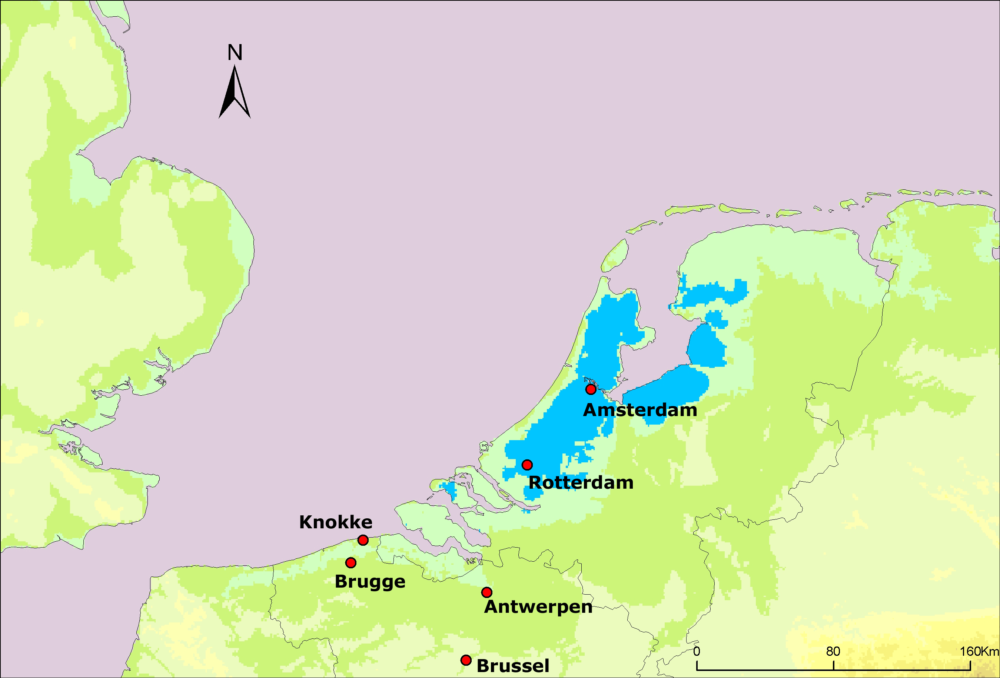 N
Amsterdam
Rotterdam
Knokke
Brugge
Antwerpen
0 80 160Km
Brussel